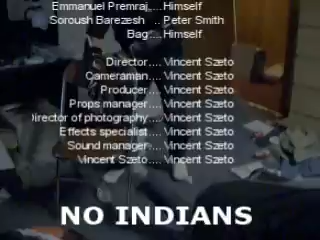 Emmanuel Premraj....Himself
Soroush Barezesh ..Peter Smith
Bag...Himself
Director....Vincent Szeto
Cameraman....Vincent Szeto
Producer....Vincent Szeto
Props manager....Vincent Szeto
Director of photography....Vincent Szeto
Effects specialist....Vincent Szeto
Sound manager....Vincent Szeto
Vincent Szeto....Vincent Szeto
NO INDIANS